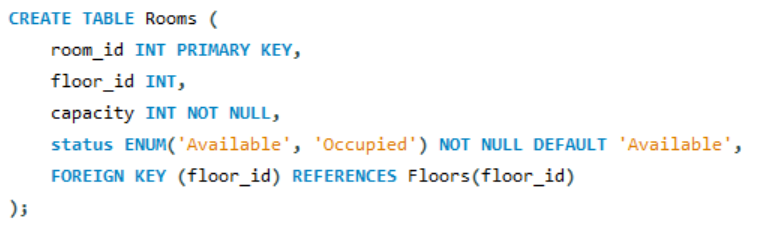 CREATE TABLE Rooms (
    room_id INT PRIMARY KEY,
    floor_id INT,
    capacity INT NOT NULL,
    status ENUM('Available', 'Occupied') NOT NULL DEFAULT 'Available',
    FOREIGN KEY (floor_id) REFERENCES Floors(floor_id)
);